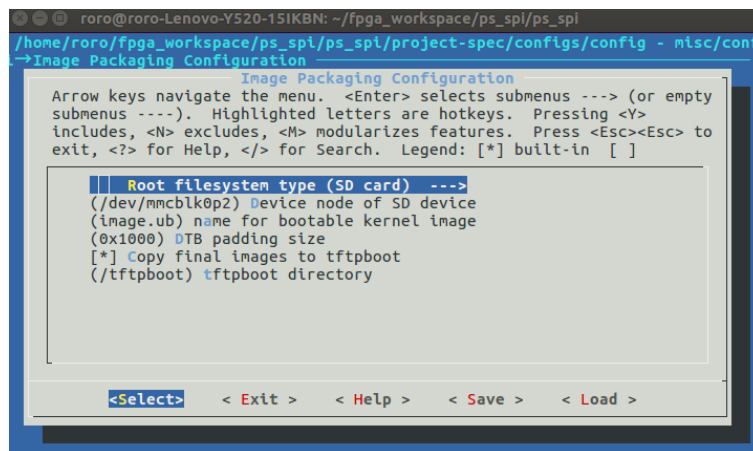 roro@roro-Lenovo-Y520-15IKBN: ~/fpga_workspace/ps_spi/ps_spi
/home/roro/fpga_workspace/ps_spi/ps_spi/project-spec/configs/config - misc/con
→Image Packaging Configuration
Image Packaging Configuration
Arrow keys navigate the menu.  <Enter> selects submenus ---> (or empty
submenus ----).  Highlighted letters are hotkeys.  Pressing <Y>
includes, <N> excludes, <M> modularizes features.  Press <Esc><Esc> to
exit, <?> for Help, </> for Search.  Legend: [*] built-in  [ ]
Root filesystem type (SD card)  --->
(/dev/mmcblk0p2) Device node of SD device
(image.ub) name for bootable kernel image
(0x1000) DTB padding size
[*] Copy final images to tftpboot
(/tftpboot) tftpboot directory
<Select>    < Exit >    < Help >    < Save >    < Load >